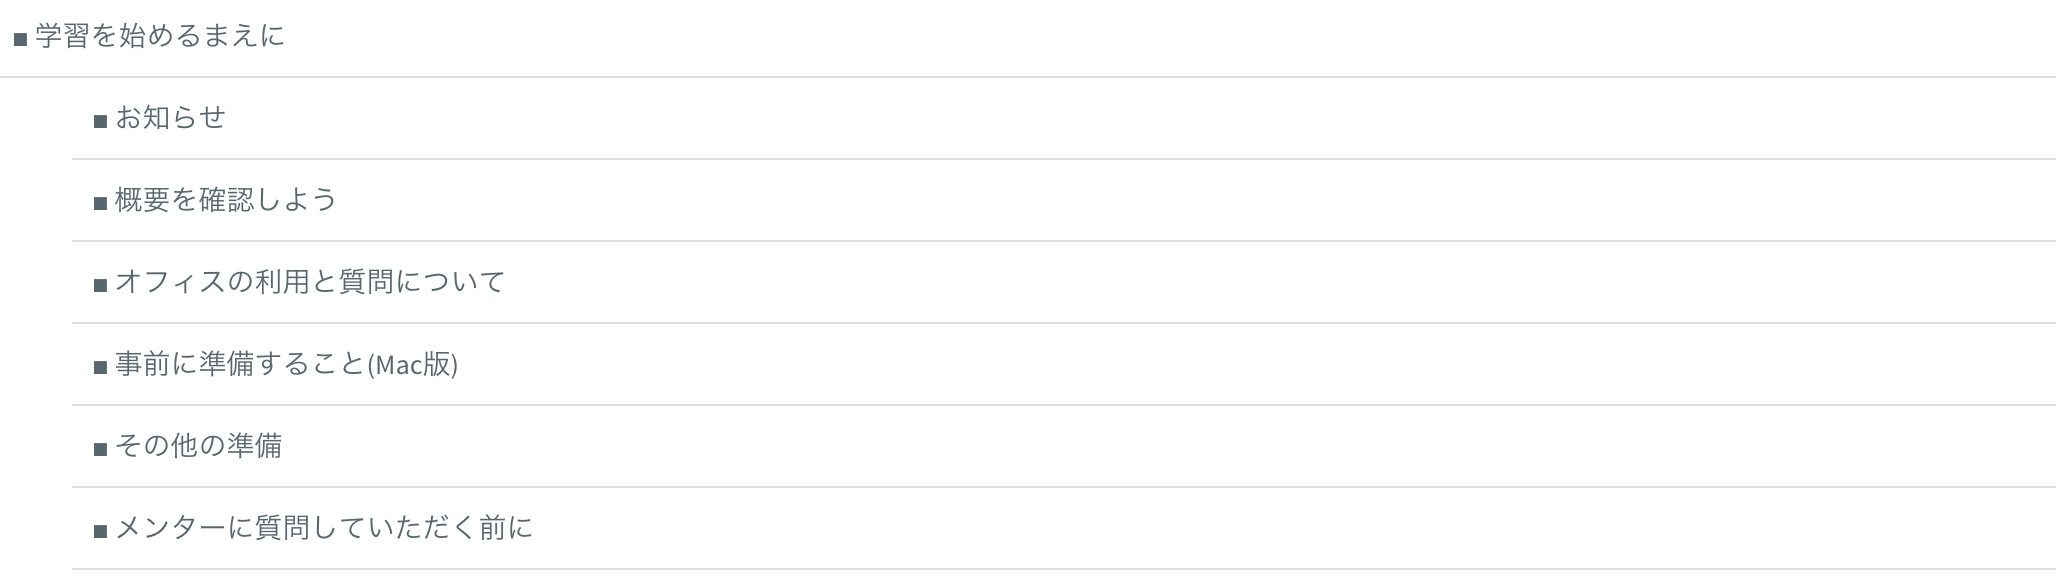 ■ 学習を始めるまえに
■ お知らせ
■ 概要を確認しよう
■ オフィスの利用と質問について
■ 事前に準備すること(Mac版)
■ その他の準備
■ メンターに質問していただく前に